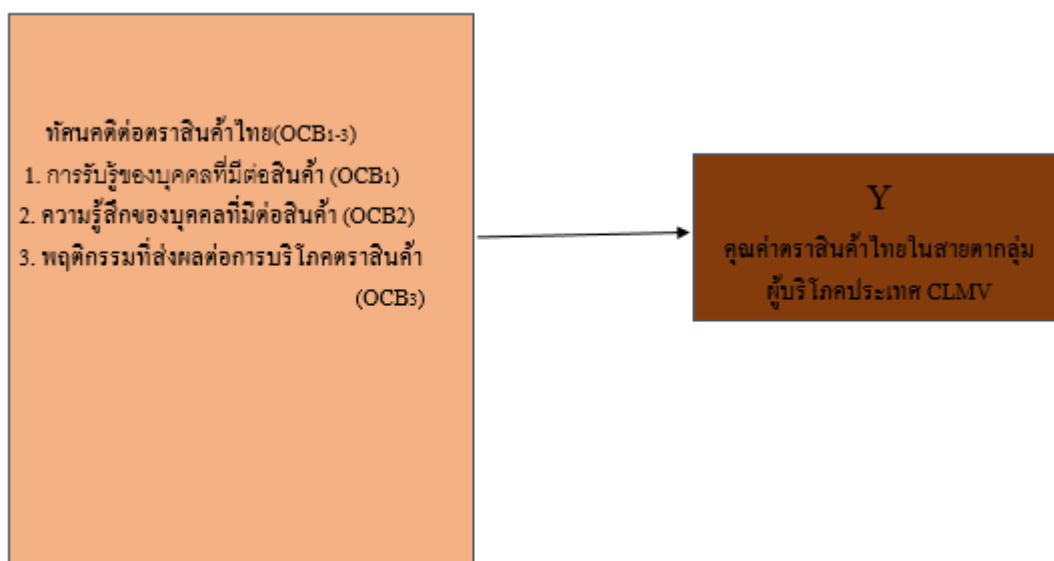 ทัศนคติต่อตราสินค้าไทย(OCB1-3)
1. การรับรู้ของบุคคลที่มีต่อสินค้า (OCB1)
2. ความรู้สึกของบุคคลที่มีต่อสินค้า (OCB2)
3. พฤติกรรมที่ส่งผลต่อการบริโภคตราสินค้า
(OCB3)
Y
คุณค่าตราสินค้าไทยในสายตากลุ่ม
ผู้บริโภคประเทศ CLMV